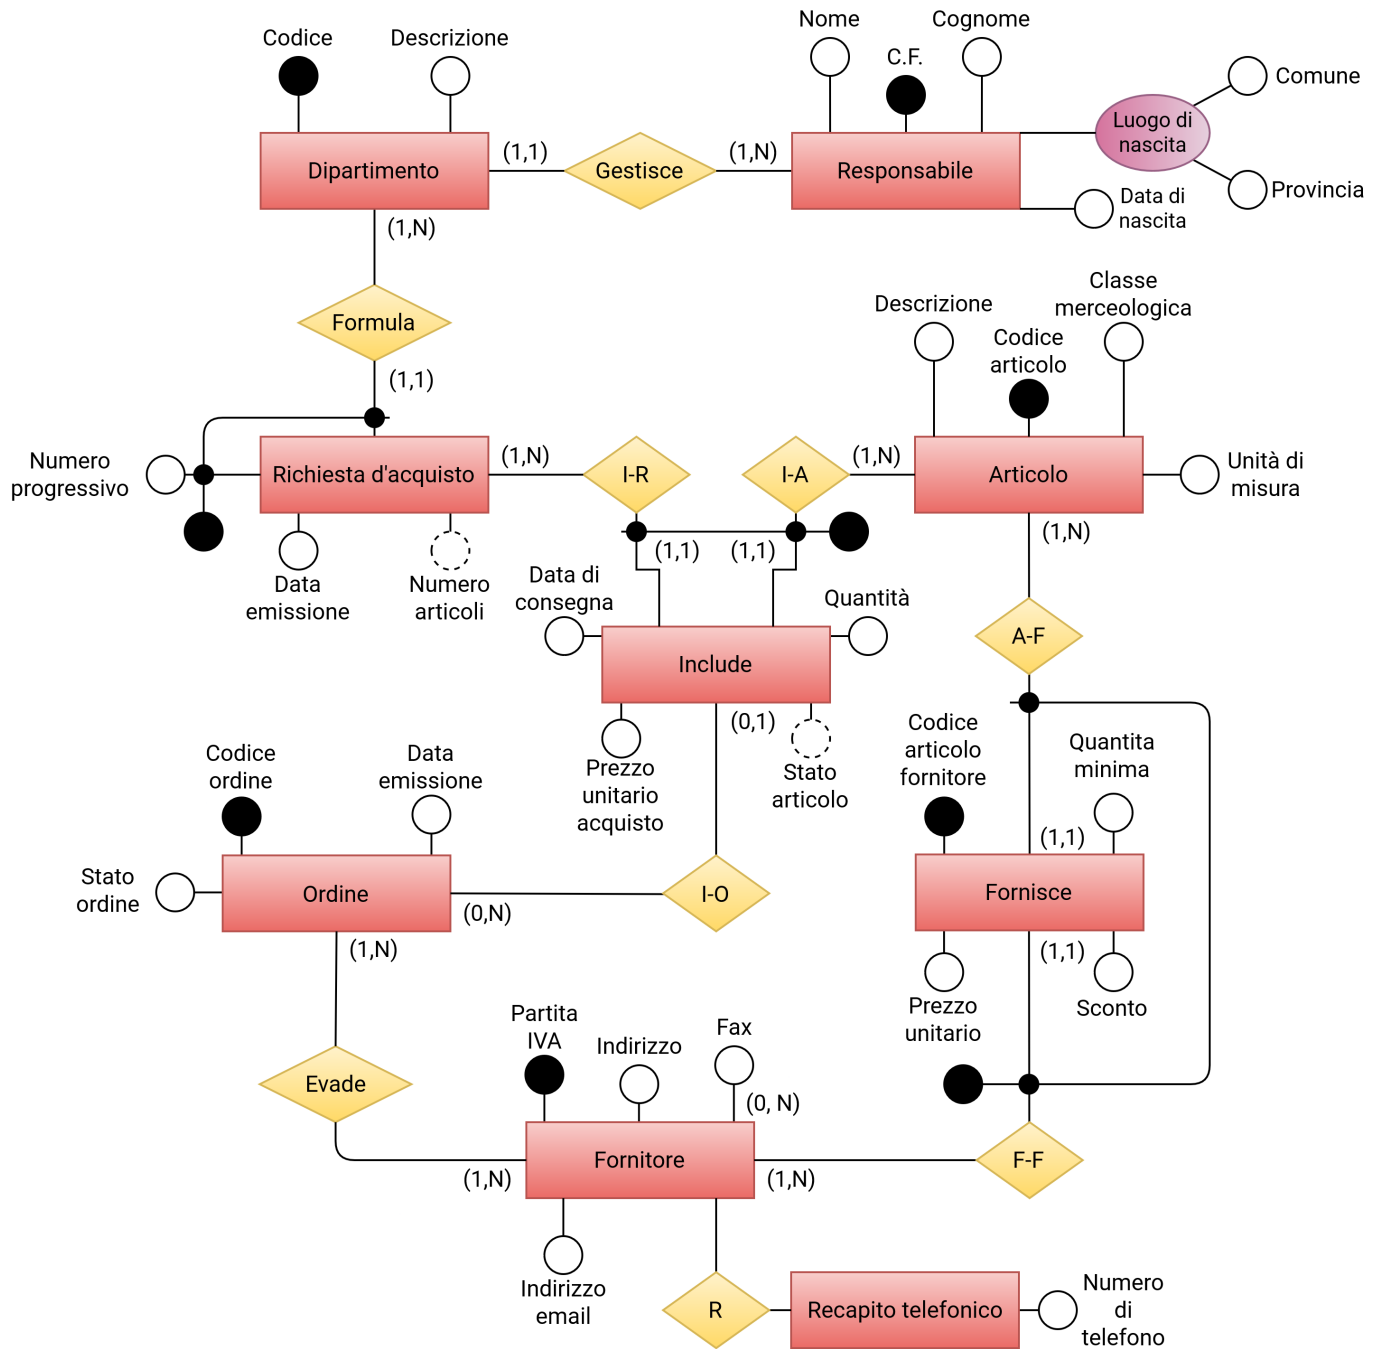 Nome
Cognome
Codice
Descrizione
C.F.
Comune
Luogo di
nascita
(1,1)
(1,N)
Dipartimento
Gestisce
Responsabile
Provincia
Data di
nascita
(1,N)
Classe
merceologica
Descrizione
Codice
articolo
Formula
(1,1)
Numero
progressivo
Richiesta d'acquisto
(1,N)
I-R
I-A
(1,N)
Articolo
Unità di
misura
(1,N)
(1,1)
(1,1)
Data
emissione
Numero
articoli
Data di
consegna
Quantità
A-F
Include
(0,1)
Codice
articolo
fornitore
Quantita
minima
Codice
ordine
Data
emissione
Prezzo
unitario
acquisto
Stato
articolo
(1,1)
Stato
ordine
Ordine
(0,N)
I-O
Fornisce
(1,N)
(1,1)
Prezzo
unitario
Sconto
Partita
IVA
Indirizzo
Fax
Evade
(0, N)
(1,N)
Fornitore
(1,N)
F-F
Indirizzo
email
R
Recapito telefonico
Numero
di
telefono